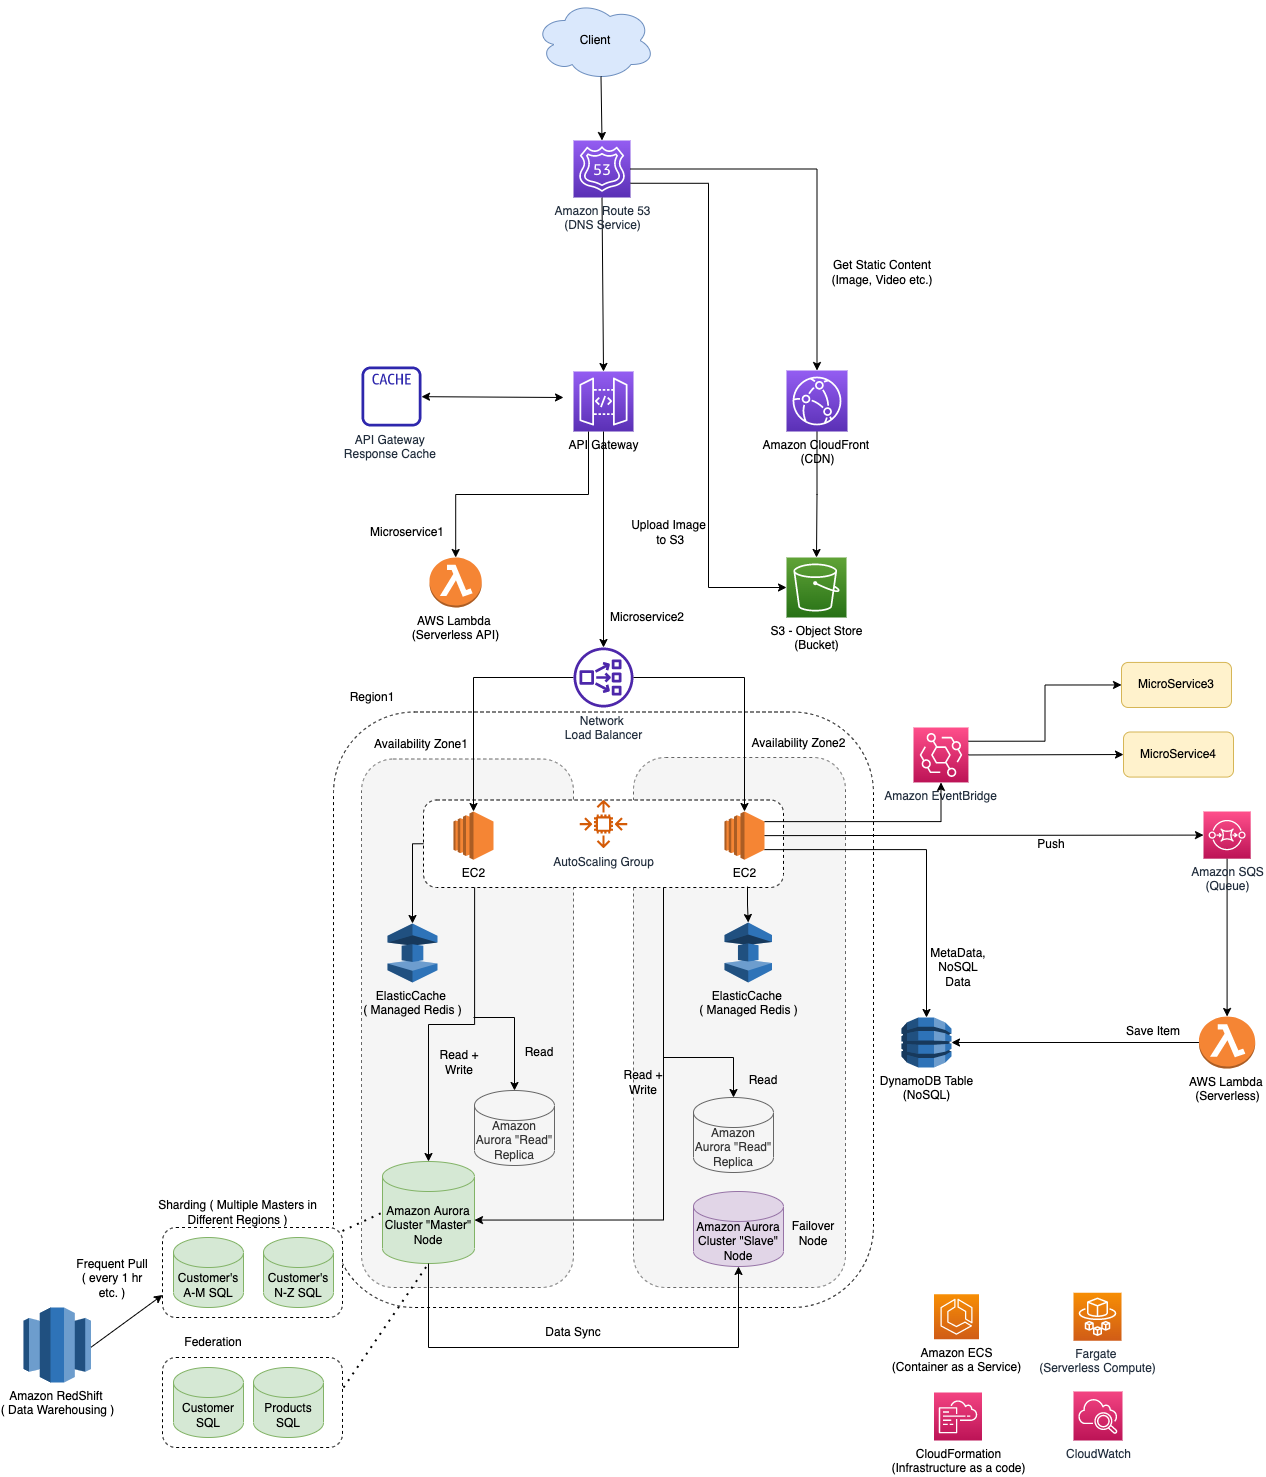 Client
53
Amazon Route 53
(DNS Service)
Get Static Content
(Image, Video etc.)
CACHE
API Gateway
Response Cache
</>
API Gateway
Amazon CloudFront
(CDN)
Microservice1
Upload Image
to S3
AWS Lambda
(Serverless API)
Microservice2
S3 - Object Store
(Bucket)
Region1
Network
Load Balancer
MicroService3
Availability Zone1
Availability Zone2
MicroService4
Amazon EventBridge
EC2
AutoScaling Group
EC2
Push
Amazon SQS
(Queue)
ElasticCache
( Managed Redis )
ElasticCache
( Managed Redis )
MetaData,
NoSQL
Data
Read +
Write
Read
Read +
Write
Read
DynamoDB Table
(NoSQL)
Save Item
AWS Lambda
(Serverless)
Amazon
Aurora "Read"
Replica
Amazon
Aurora "Read"
Replica
Sharding ( Multiple Masters in
Different Regions )
Amazon Aurora
Cluster "Master"
Node
Amazon Aurora
Cluster "Slave"
Node
Failover
Node
Frequent Pull
( every 1 hr
etc. )
Customer's
A-M SQL
Customer's
N-Z SQL
Data Sync
Federation
Amazon RedShift
( Data Warehousing )
Customer
SQL
Products
SQL
Amazon ECS
(Container as a Service)
Fargate
(Serverless Compute)
CloudFormation
(Infrastructure as a code)
CloudWatch